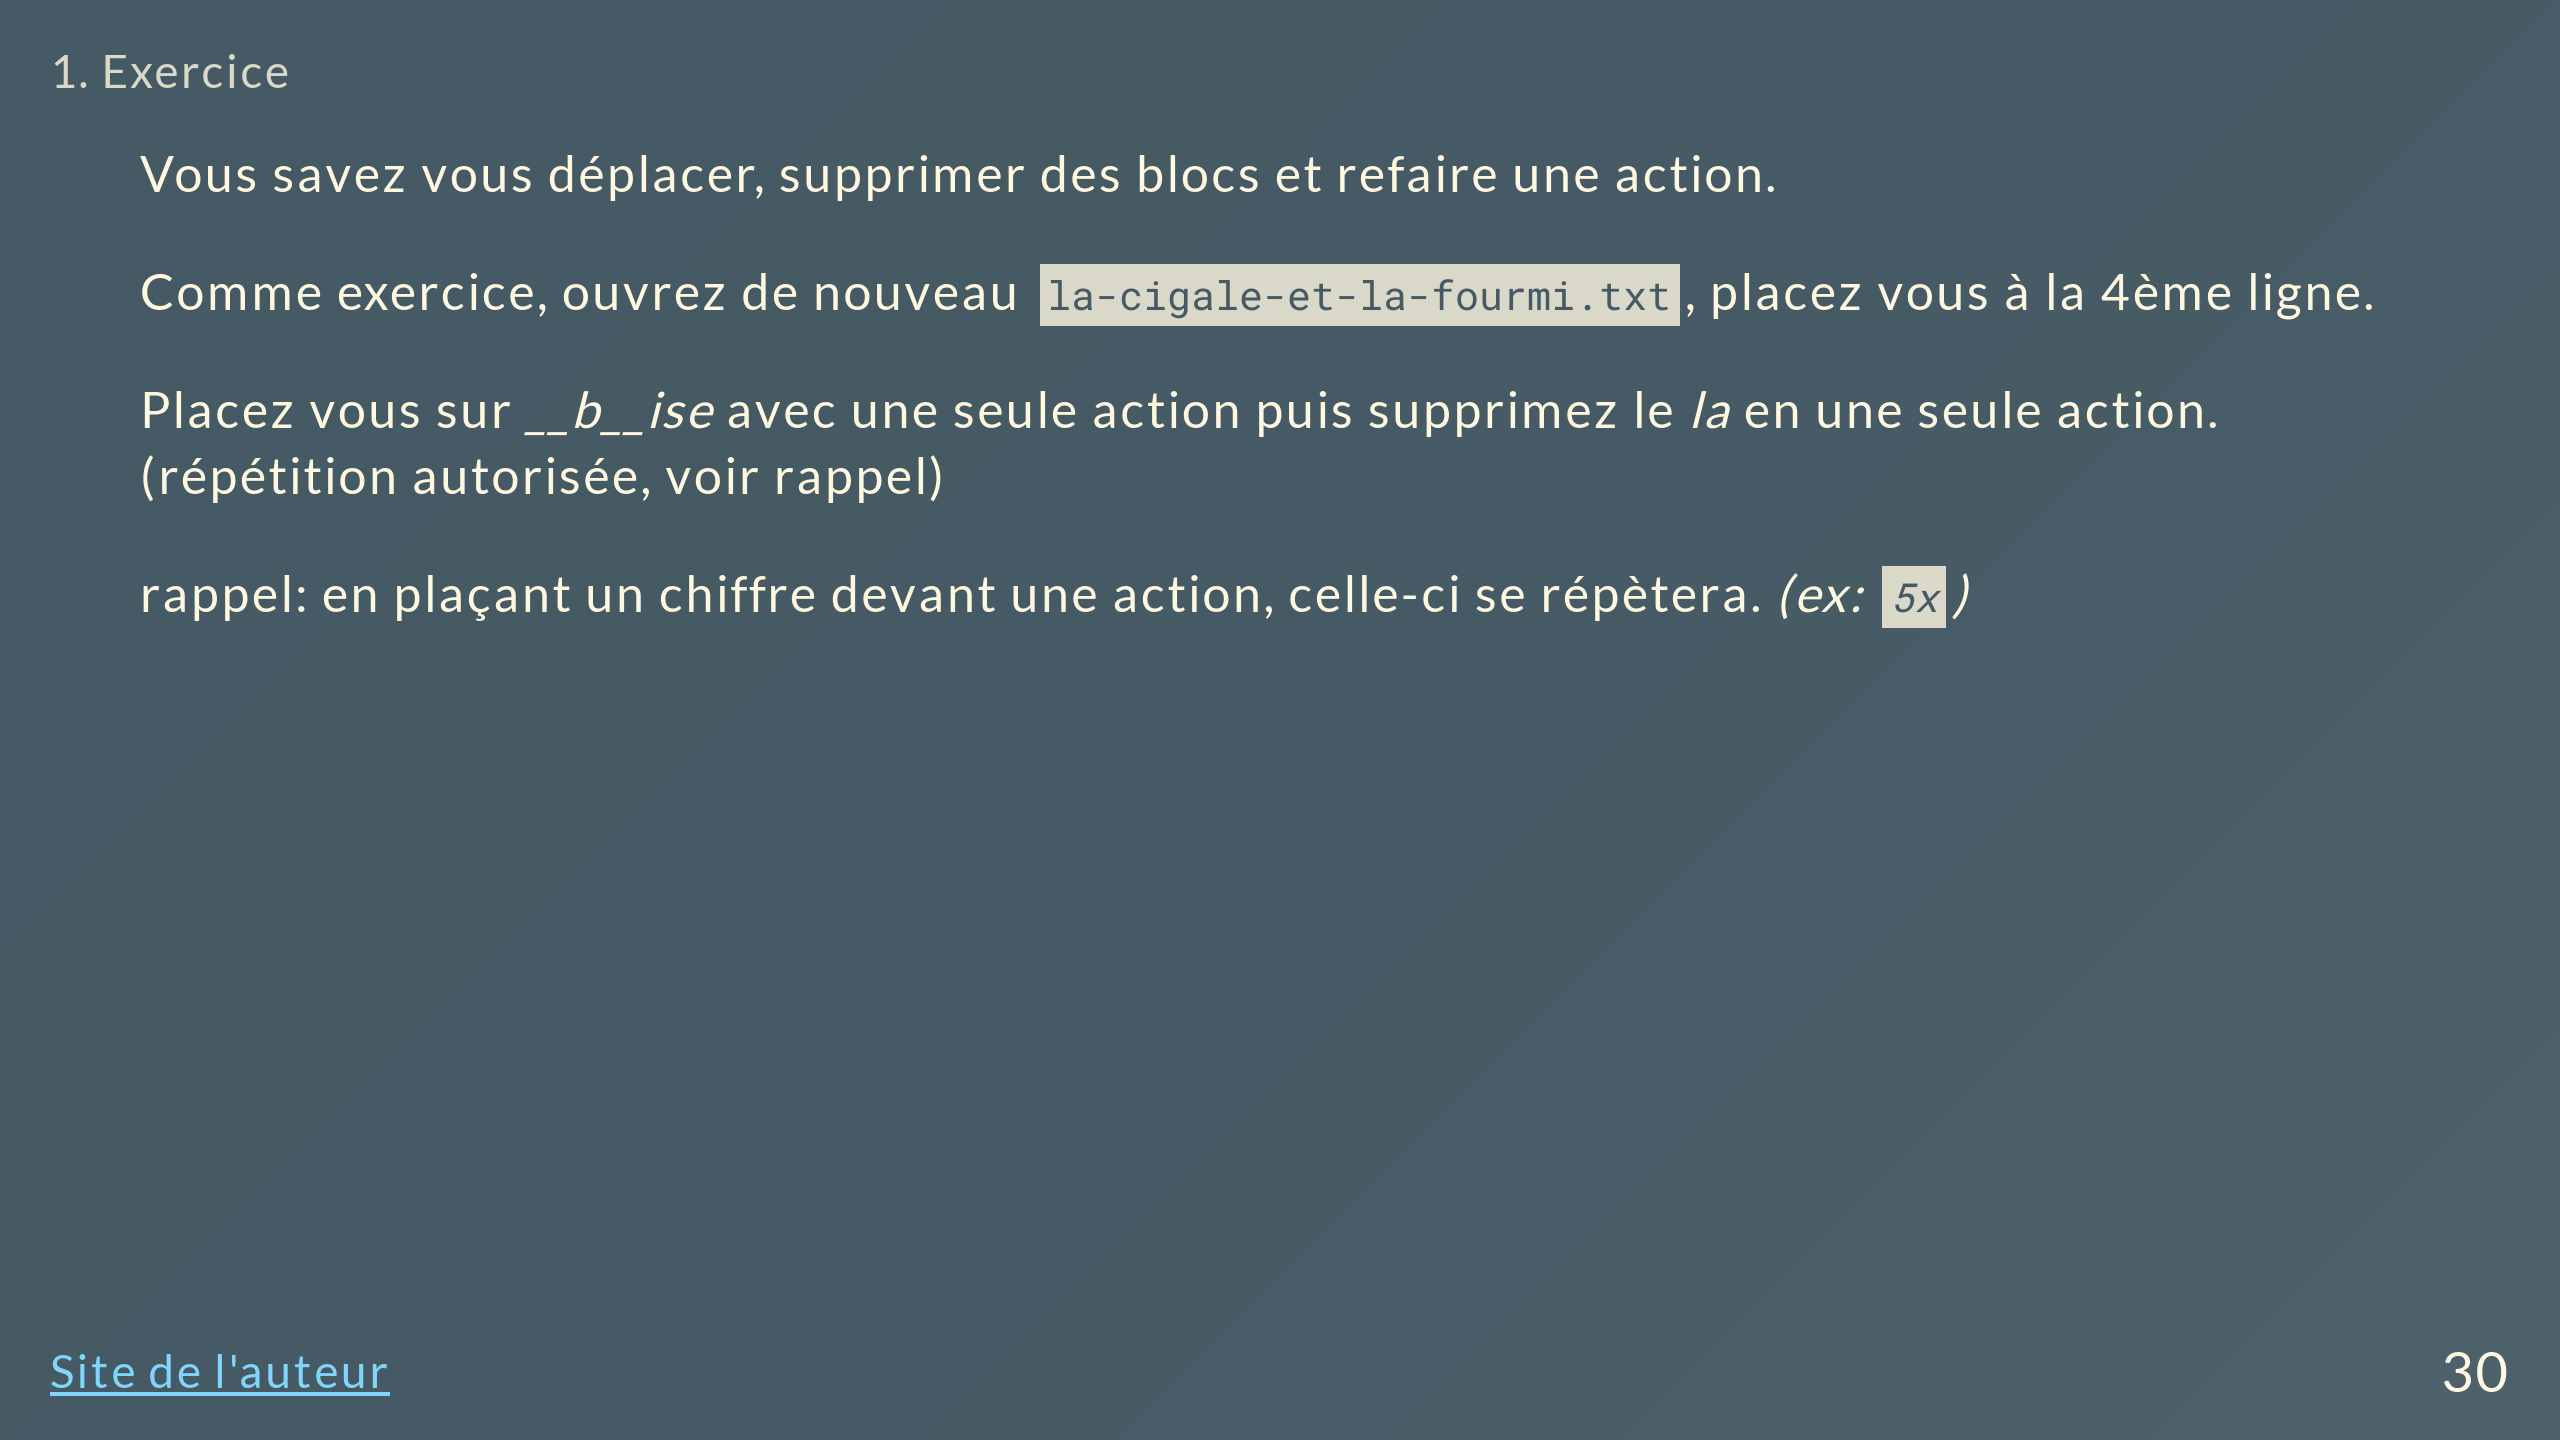 1. Exercice
Vous savez vous déplacer, supprimer des blocs et refaire une action.
Comme exercice, ouvrez de nouveau la-cigale-et-la-fourmi.txt, placez vous à la 4ème ligne.
Placez vous sur __b__ise avec une seule action puis supprimez le la en une seule action.
(répétition autorisée, voir rappel)
rappel: en plaçant un chiffre devant une action, celle-ci se répètera. (ex: 5x)
Site de l'auteur
30